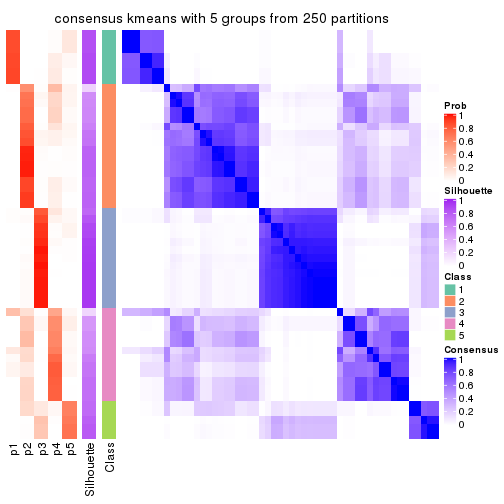 consensus kmeans with 5 groups from 250 partitions
p1
p2
p3
p4
p5
Silhouette
Class
Prob
1
0.8
0.6
0.4
0.2
0
Silhouette
1
0.8
0.6
0.4
0.2
0
Class
1
2
3
4
5
Consensus
1
0.8
0.6
0.4
0.2
0